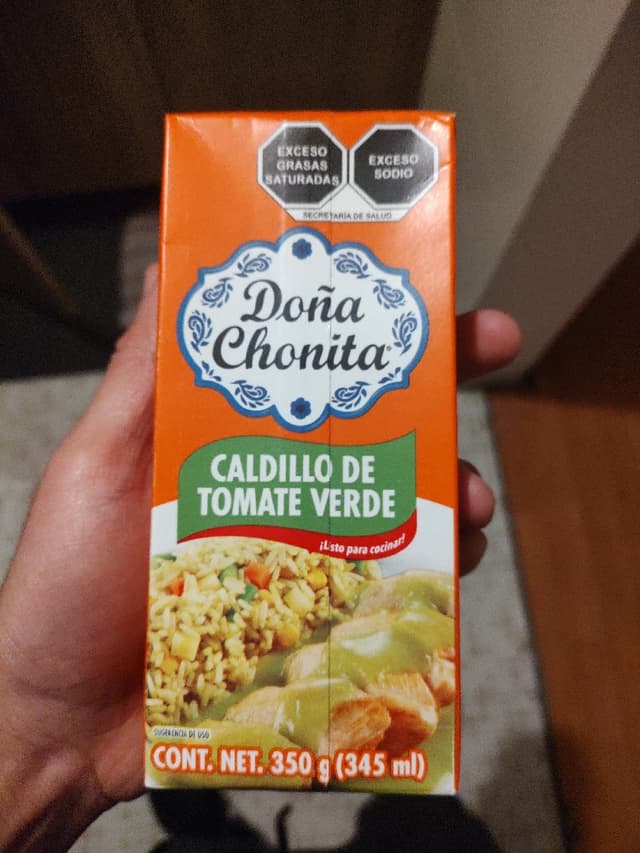 EXCESO
GRASAS
SATURADAS
EXCESO
SODIO
SECRETARÍA DE SALUD
Doña
Chonita®
CALDILLO DE
TOMATE VERDE
¡Listo para cocinar!
SUGERENCIA DE USO
CONT. NET. 350 g (345 ml)